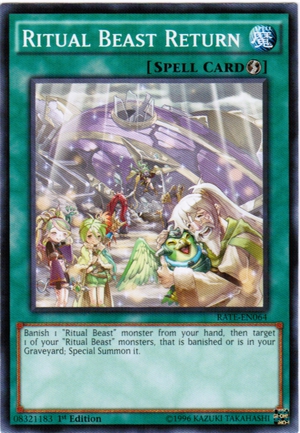 RITUAL BEAST RETURN
[SPELL CARD]
RATE-EN064
Banish 1 "Ritual Beast" monster from your hand, then target
1 of your "Ritual Beast" monsters, that is banished or is in your
Graveyard; Special Summon it.
08321183 1st Edition
©1996 KAZUKI TAKAHASHI